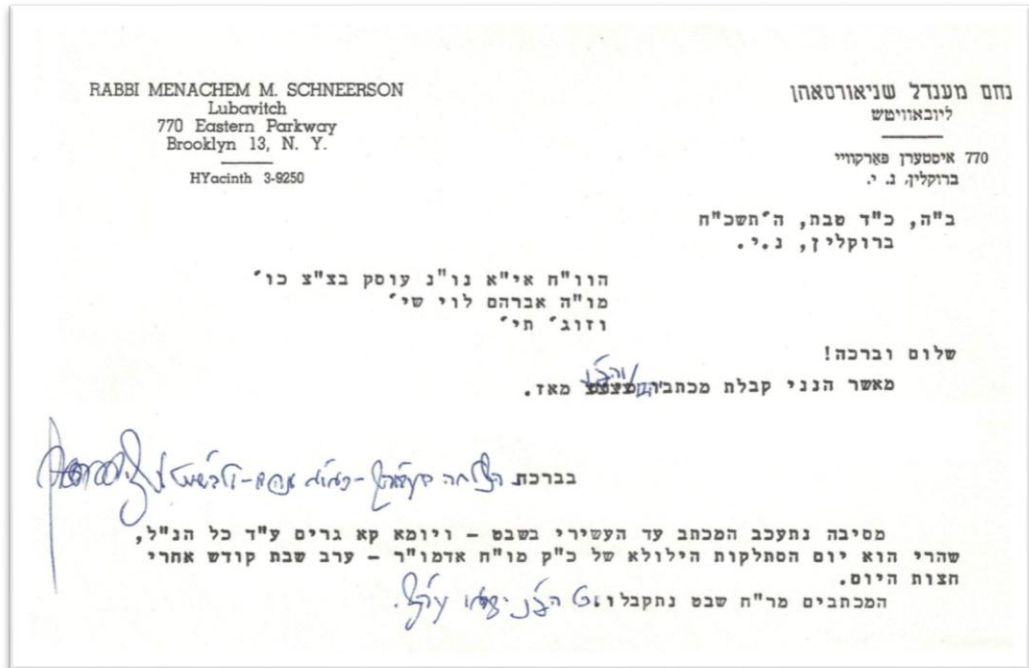 RABBI MENACHEM M. SCHNEERSON
Lubavitch
770 Eastern Parkway
Brooklyn 13, N. Y.
HYacinth 3-9250
נחם מענדל שניאורסאהן
ליובאוויטש
770 איסטערן פארקוויי
ברוקלין, נ. י.
ב"ה, כ"ד טבת, ה'תשכ"ח
ברוקלין, נ.י.
הוו"ח אי"א נו"נ עוסק בצ"צ כו'
מו"ה אברהם לוי שי'
וזוג' תי'
שלום וברכה!
מאשר הנני קבלת מכתבי מאז.
בברכת
מסיבה נתעכב המכתב עד העשירי בשבט - ויומא קא גרים ע"ד כל הנ"ל,
שהרי הוא יום הסתלקות הילולא של כ"ק מו"ח אדמו"ר - ערב שבת קודש אחרי
חצות היום.
המכתבים מר"ח שבט נתקבלו